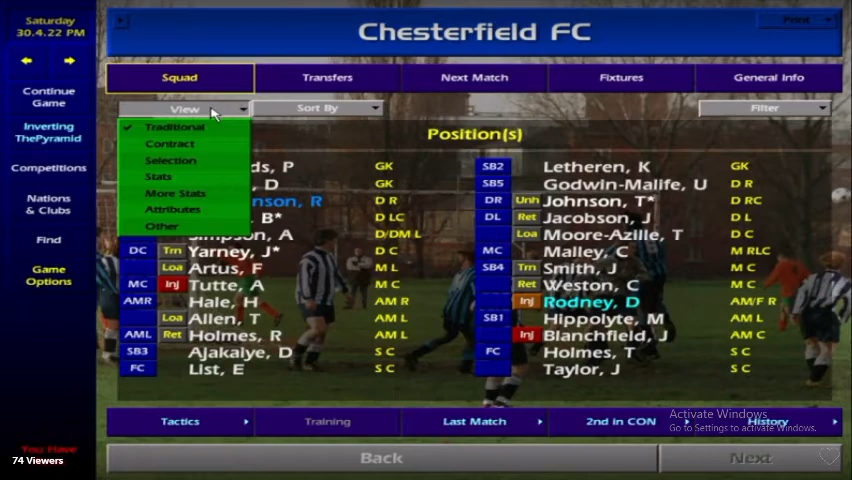 Saturday
30.4.22 PM
Chesterfield FC
Print
Squad
Transfers
Next Match
Fixtures
General Info
Continue
Game
Inverting
ThePyramid
Competitions
Nations
& Clubs
Find
Game
Options
View
Sort By
Filter
Traditional
Contract
Selection
Stats
More Stats
Attributes
Other
Position(s)
ds, P GK
, D GK
nson, R D R
B* D LC
Simpson, A D/DM L
DC Trn Yarney, J* D C
Loa Artus, F M L
MC Inj Tutte, A M C
AMR Hale, H AM R
Loa Allen, T AM L
AML Ret Holmes, R AM L
SB3 Ajakaiye, D S C
FC List, E S C
SB2 Letheren, K GK
SB5 Godwin-Malife, U D R
DR Unh Johnson, T* D RC
DL Ret Jacobson, J D L
Loa Moore-Azille, T D C
MC Malley, C M RLC
SB4 Trn Smith, J M C
Ret Weston, C M C
Inj Rodney, D AM/F R
SB1 Hippolyte, M AM L
Inj Blanchfield, J AM C
FC Holmes, T S C
Taylor, J S C
Tactics
Training
Last Match
2nd in CON
History
Activate Windows
Go to Settings to activate Windows.
Back
Next
You Have
74 Viewers